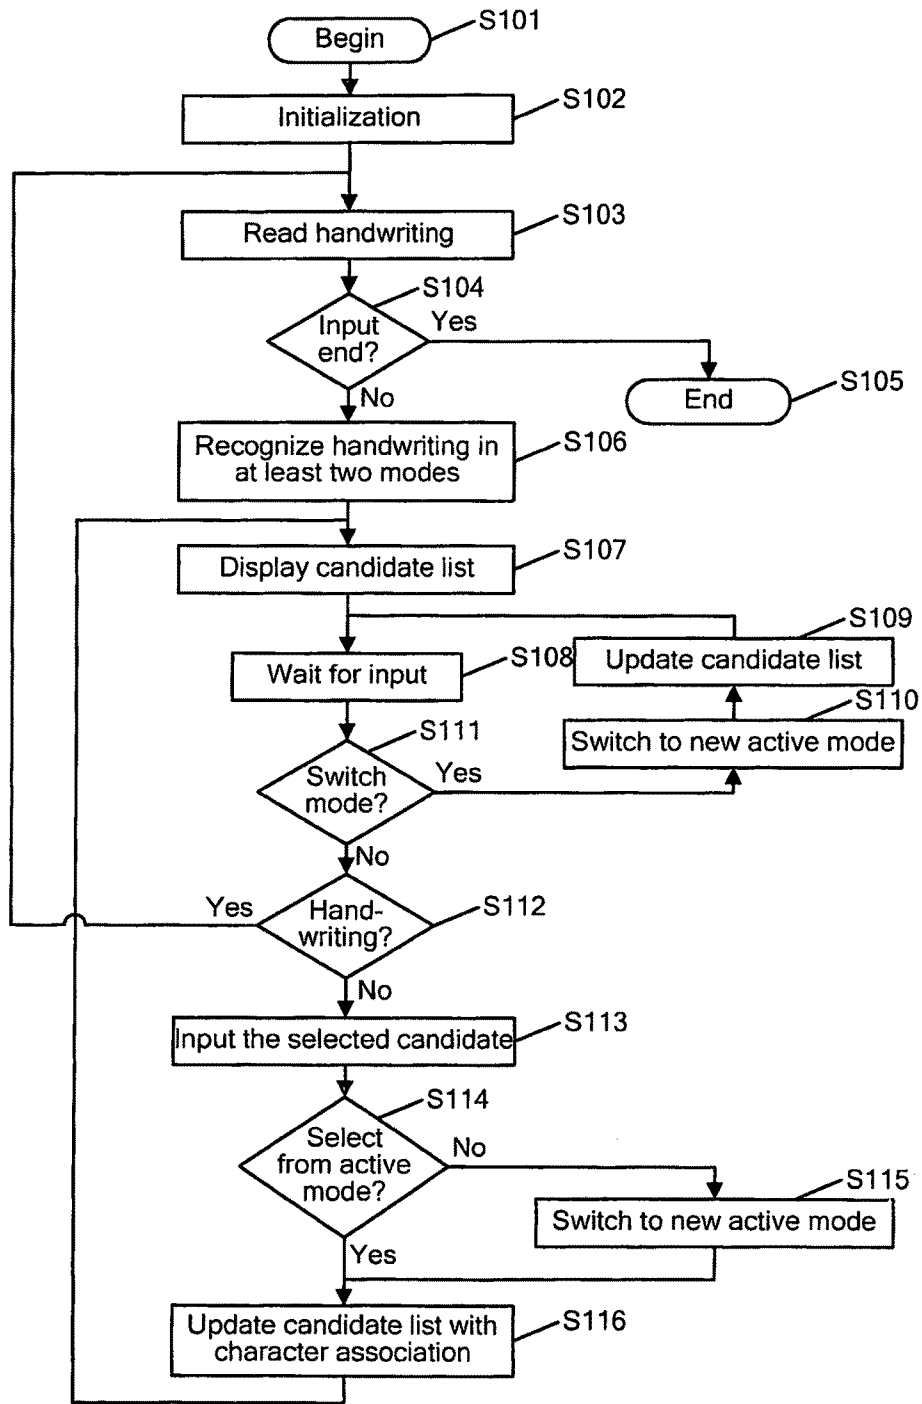 Begin
S101
Initialization
S102
Read handwriting
S103
S104
Input
end?
Yes
No
End
S105
Recognize handwriting in
at least two modes
S106
Display candidate list
S107
S109
Update candidate list
Wait for input
S108
S110
Switch to new active mode
S111
Switch
mode?
Yes
No
Yes
Hand-
writing?
S112
No
Input the selected candidate
S113
S114
Select
from active
mode?
No
S115
Switch to new active mode
Yes
Update candidate list with
character association
S116